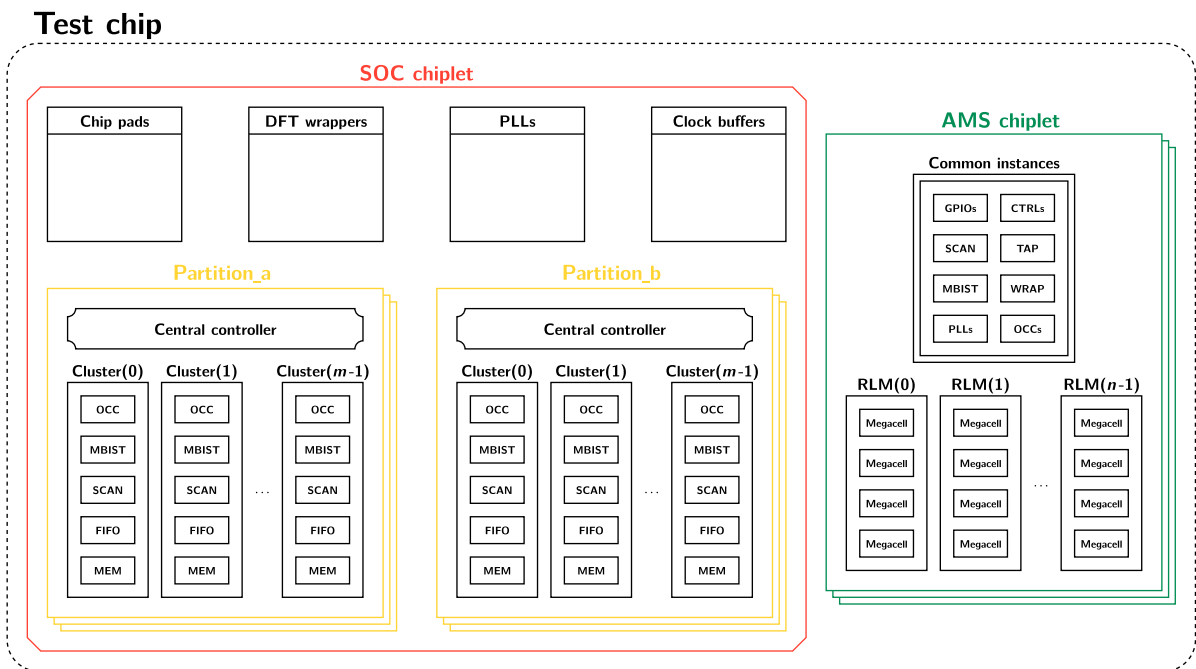 Test chip
SOC chiplet
Chip pads
DFT wrappers
PLLs
Clock buffers
Partition_a
Central controller
Cluster(0)
OCC
MBIST
SCAN
FIFO
MEM
Cluster(1)
OCC
MBIST
SCAN
FIFO
MEM
...
Cluster(m-1)
OCC
MBIST
SCAN
FIFO
MEM
Partition_b
Central controller
Cluster(0)
OCC
MBIST
SCAN
FIFO
MEM
Cluster(1)
OCC
MBIST
SCAN
FIFO
MEM
...
Cluster(m-1)
OCC
MBIST
SCAN
FIFO
MEM
AMS chiplet
Common instances
GPIOs CTRLs
SCAN TAP
MBIST WRAP
PLLs OCCs
RLM(0)
Megacell
Megacell
Megacell
Megacell
RLM(1)
Megacell
Megacell
Megacell
Megacell
...
RLM(n-1)
Megacell
Megacell
Megacell
Megacell